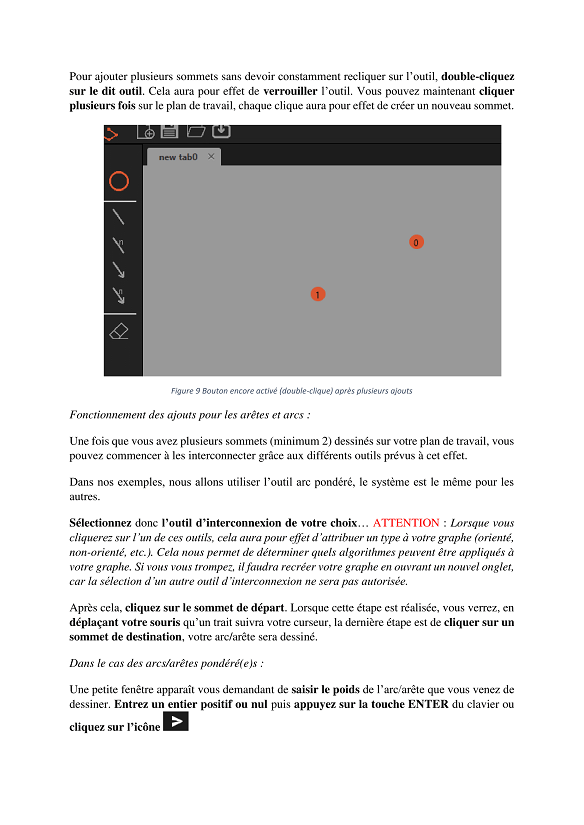 Pour ajouter plusieurs sommets sans devoir constamment recliquer sur l’outil, double-cliquez
sur le dit outil. Cela aura pour effet de verrouiller l’outil. Vous pouvez maintenant cliquer
plusieurs fois sur le plan de travail, chaque clique aura pour effet de créer un nouveau sommet.
new tab0 ×
0
n
1
n
Figure 9 Bouton encore activé (double-clique) après plusieurs ajouts
Fonctionnement des ajouts pour les arêtes et arcs :
Une fois que vous avez plusieurs sommets (minimum 2) dessinés sur votre plan de travail, vous
pouvez commencer à les interconnecter grâce aux différents outils prévus à cet effet.
Dans nos exemples, nous allons utiliser l’outil arc pondéré, le système est le même pour les
autres.
Sélectionnez donc l’outil d’interconnexion de votre choix… ATTENTION : Lorsque vous
cliquerez sur l’un de ces outils, cela aura pour effet d’attribuer un type à votre graphe (orienté,
non-orienté, etc.). Cela nous permet de déterminer quels algorithmes peuvent être appliqués à
votre graphe. Si vous vous trompez, il faudra recréer votre graphe en ouvrant un nouvel onglet,
car la sélection d’un autre outil d’interconnexion ne sera pas autorisée.
Après cela, cliquez sur le sommet de départ. Lorsque cette étape est réalisée, vous verrez, en
déplaçant votre souris qu’un trait suivra votre curseur, la dernière étape est de cliquer sur un
sommet de destination, votre arc/arête sera dessiné.
Dans le cas des arcs/arêtes pondéré(e)s :
Une petite fenêtre apparaît vous demandant de saisir le poids de l’arc/arête que vous venez de
dessiner. Entrez un entier positif ou nul puis appuyez sur la touche ENTER du clavier ou
cliquez sur l’icône